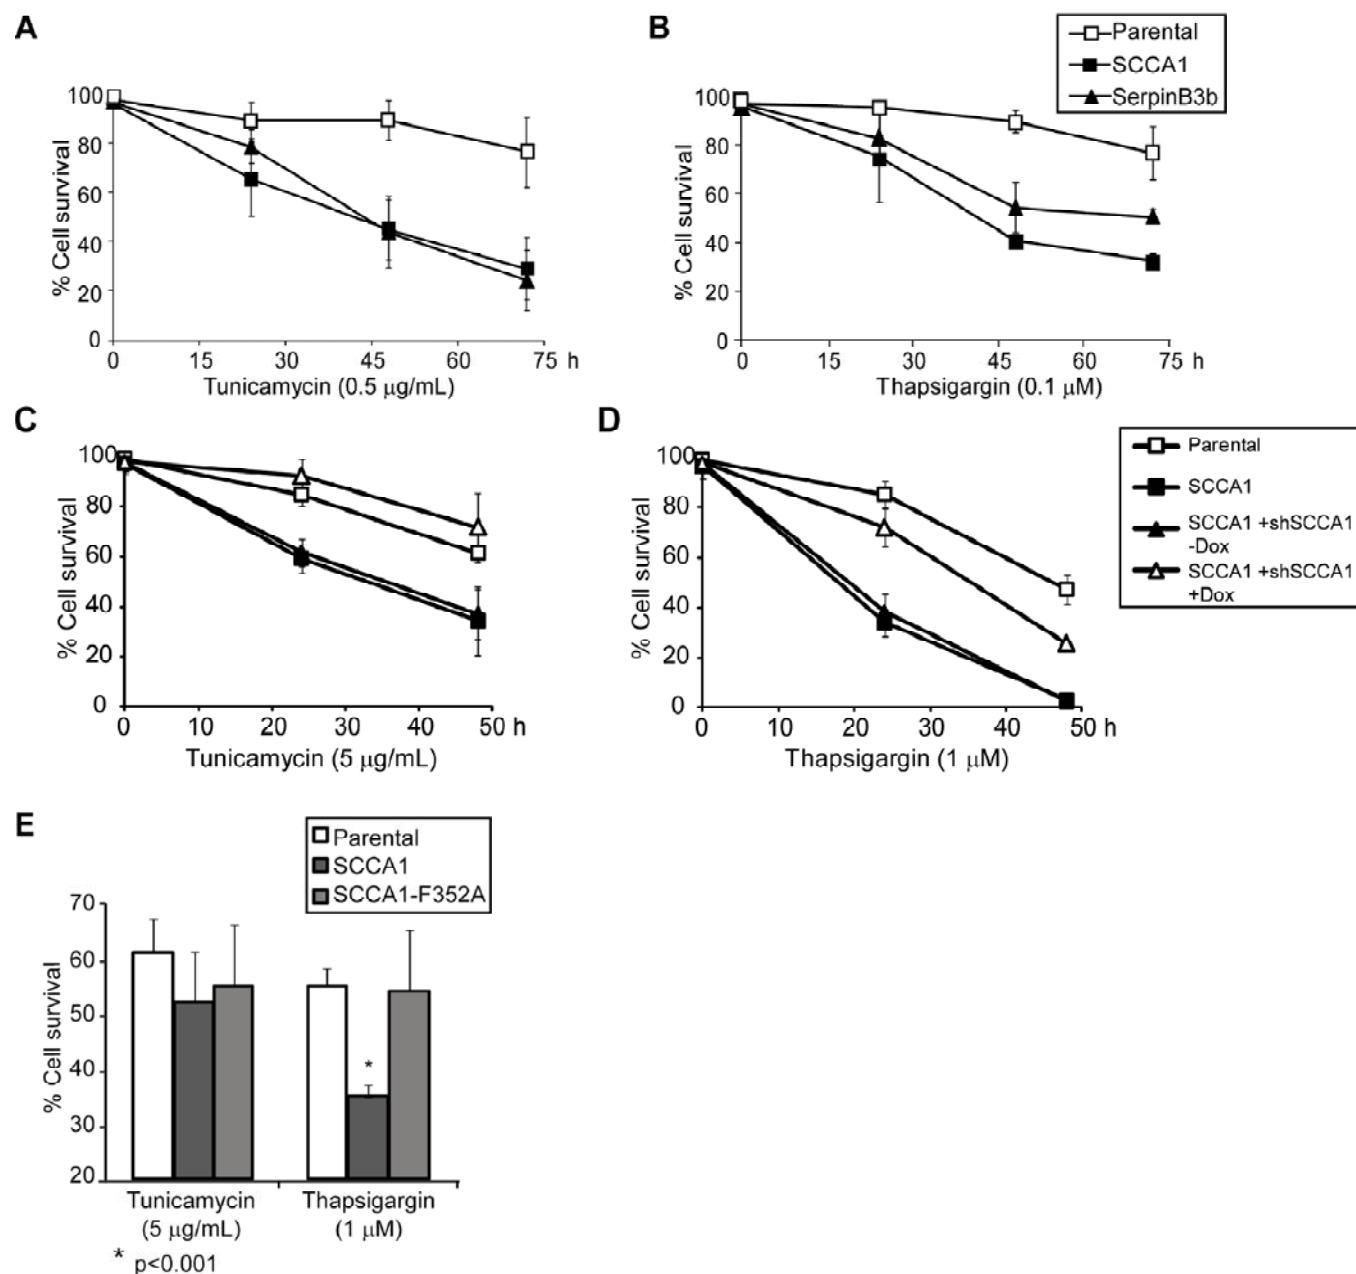 A
100
80
60
40
20
0
% Cell survival
0 15 30 45 60 75 h
Tunicamycin (0.5 μg/mL)
B
Parental
SCCA1
SerpinB3b
100
80
60
40
20
0
% Cell survival
0 15 30 45 60 75 h
Thapsigargin (0.1 μM)
C
100
80
60
40
20
0
% Cell survival
0 10 20 30 40 50 h
Tunicamycin (5 μg/mL)
D
100
80
60
40
20
0
% Cell survival
0 10 20 30 40 50 h
Thapsigargin (1 μM)
Parental
SCCA1
SCCA1 +shSCCA1
-Dox
SCCA1 +shSCCA1
+Dox
E
Parental
SCCA1
SCCA1-F352A
70
60
50
40
30
20
% Cell survival
*
Tunicamycin
(5 μg/mL)
Thapsigargin
(1 μM)
* p<0.001